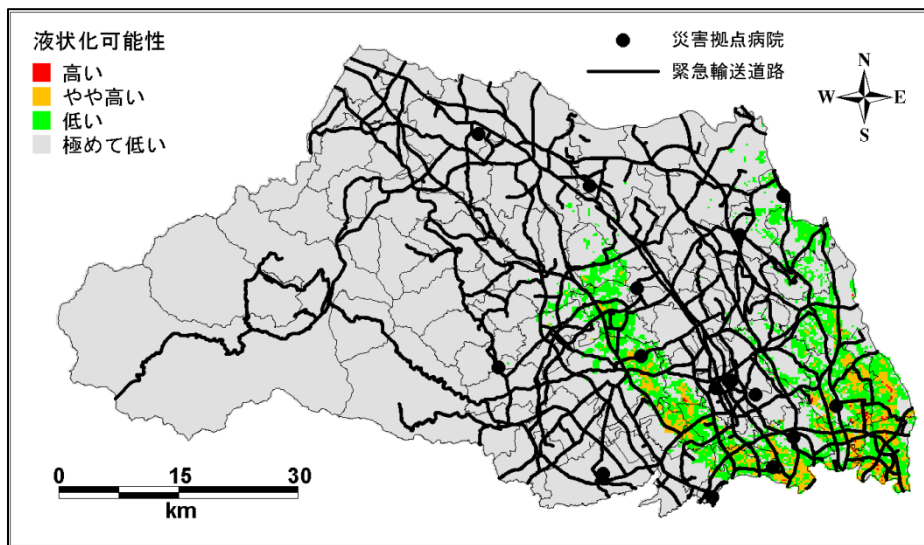 液状化可能性
高い
やや高い
低い
極めて低い
災害拠点病院
緊急輸送道路
N
W E
S
0 15 30
km